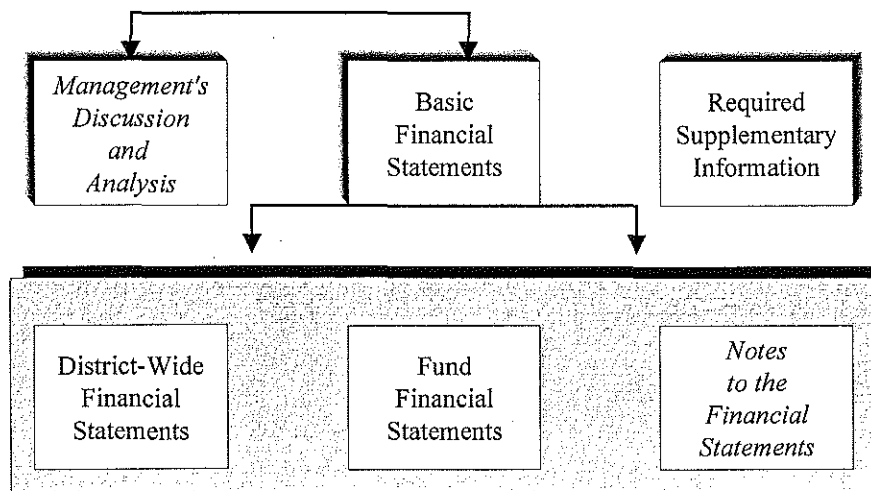 Management's
Discussion
and
Analysis
Basic
Financial
Statements
Required
Supplementary
Information
District-Wide
Financial
Statements
Fund
Financial
Statements
Notes
to the
Financial
Statements